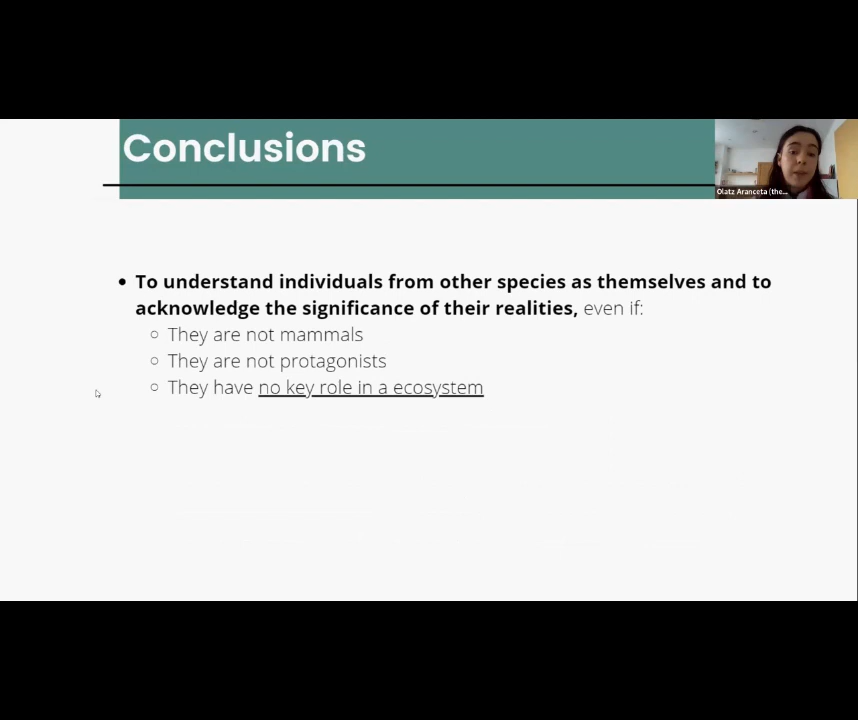 Conclusions
Olatz Aranceta (the...
• To understand individuals from other species as themselves and to
acknowledge the significance of their realities, even if:
○ They are not mammals
○ They are not protagonists
○ They have no key role in a ecosystem